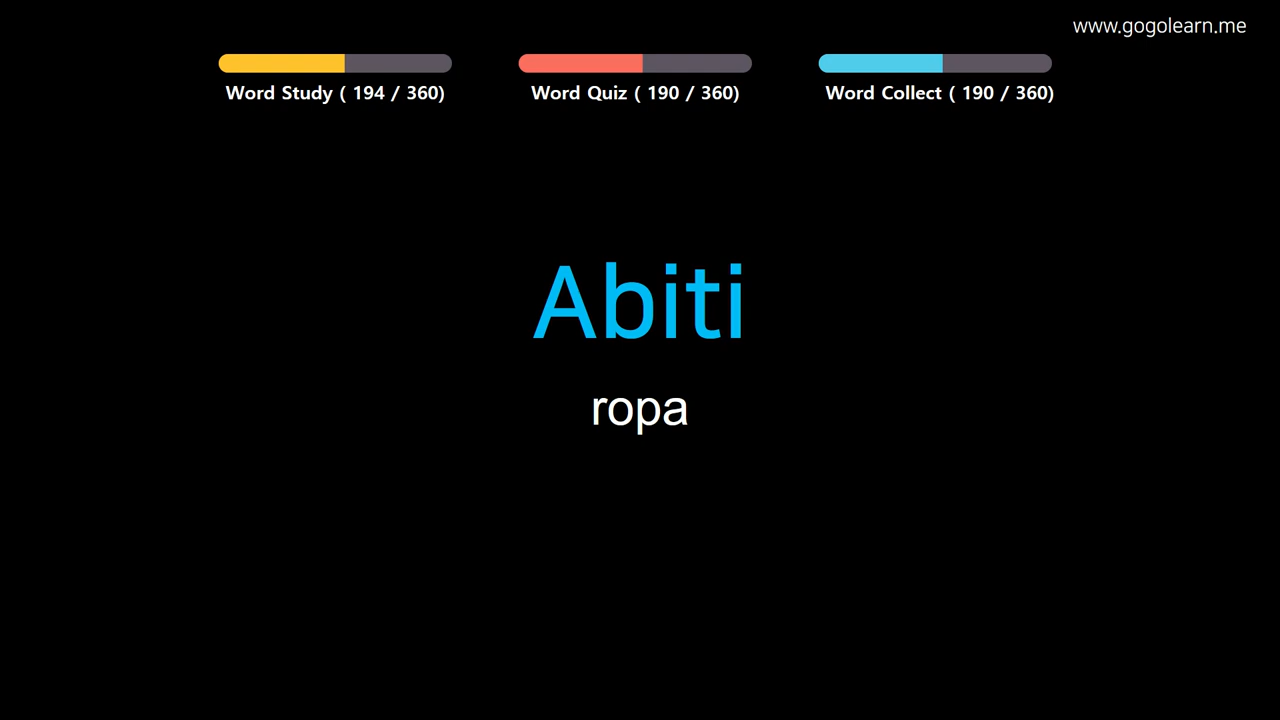 www.gogolearn.me
Word Study ( 194 / 360)
Word Quiz ( 190 / 360)
Word Collect ( 190 / 360)
Abiti
ropa